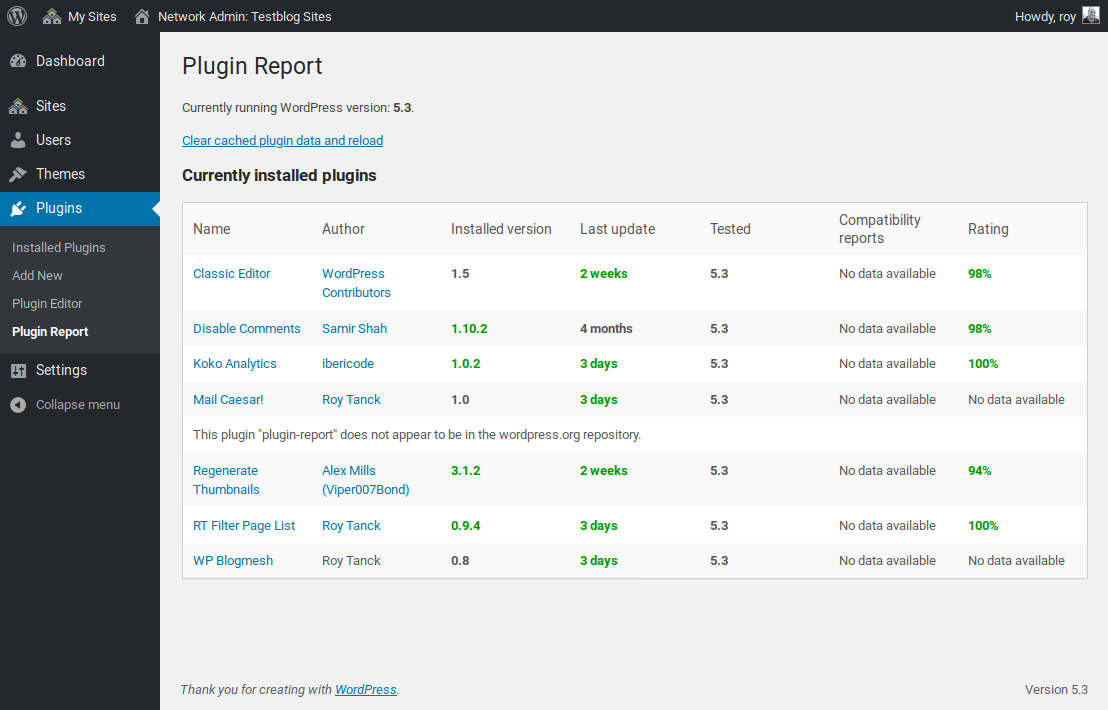 My Sites Network Admin: Testblog Sites Howdy, roy
Dashboard
Sites
Users
Themes
Plugins
Installed Plugins
Add New
Plugin Editor
Plugin Report
Settings
Collapse menu
Plugin Report
Currently running WordPress version: 5.3.
Clear cached plugin data and reload
Currently installed plugins
Name Author Installed version Last update Tested Compatibility reports Rating
Classic Editor WordPress Contributors 1.5 2 weeks 5.3 No data available 98%
Disable Comments Samir Shah 1.10.2 4 months 5.3 No data available 98%
Koko Analytics ibericode 1.0.2 3 days 5.3 No data available 100%
Mail Caesar! Roy Tanck 1.0 3 days 5.3 No data available No data available
This plugin "plugin-report" does not appear to be in the wordpress.org repository.
Regenerate Thumbnails Alex Mills (Viper007Bond) 3.1.2 2 weeks 5.3 No data available 94%
RT Filter Page List Roy Tanck 0.9.4 3 days 5.3 No data available 100%
WP Blogmesh Roy Tanck 0.8 3 days 5.3 No data available No data available
Thank you for creating with WordPress. Version 5.3